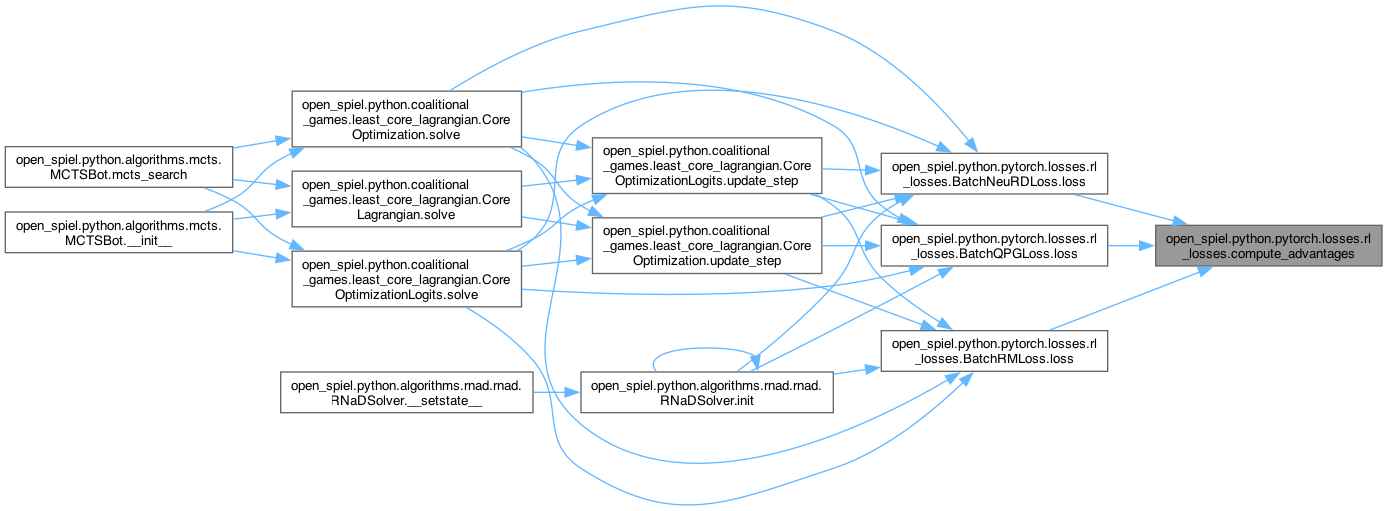 open_spiel.python.algorithms.mcts.
MCTSBot.mcts_search
open_spiel.python.algorithms.mcts.
MCTSBot.__init__
open_spiel.python.coalitional
_games.least_core_lagrangian.Core
Optimization.solve
open_spiel.python.coalitional
_games.least_core_lagrangian.Core
Lagrangian.solve
open_spiel.python.coalitional
_games.least_core_lagrangian.Core
OptimizationLogits.solve
open_spiel.python.algorithms.rnad.rnad.
RNaDSolver.__setstate__
open_spiel.python.coalitional
_games.least_core_lagrangian.Core
OptimizationLogits.update_step
open_spiel.python.coalitional
_games.least_core_lagrangian.Core
Optimization.update_step
open_spiel.python.algorithms.rnad.rnad.
RNaDSolver.init
open_spiel.python.pytorch.losses.rl
_losses.BatchNeuRDLoss.loss
open_spiel.python.pytorch.losses.rl
_losses.BatchQPGLoss.loss
open_spiel.python.pytorch.losses.rl
_losses.BatchRMLoss.loss
open_spiel.python.pytorch.losses.rl
_losses.compute_advantages